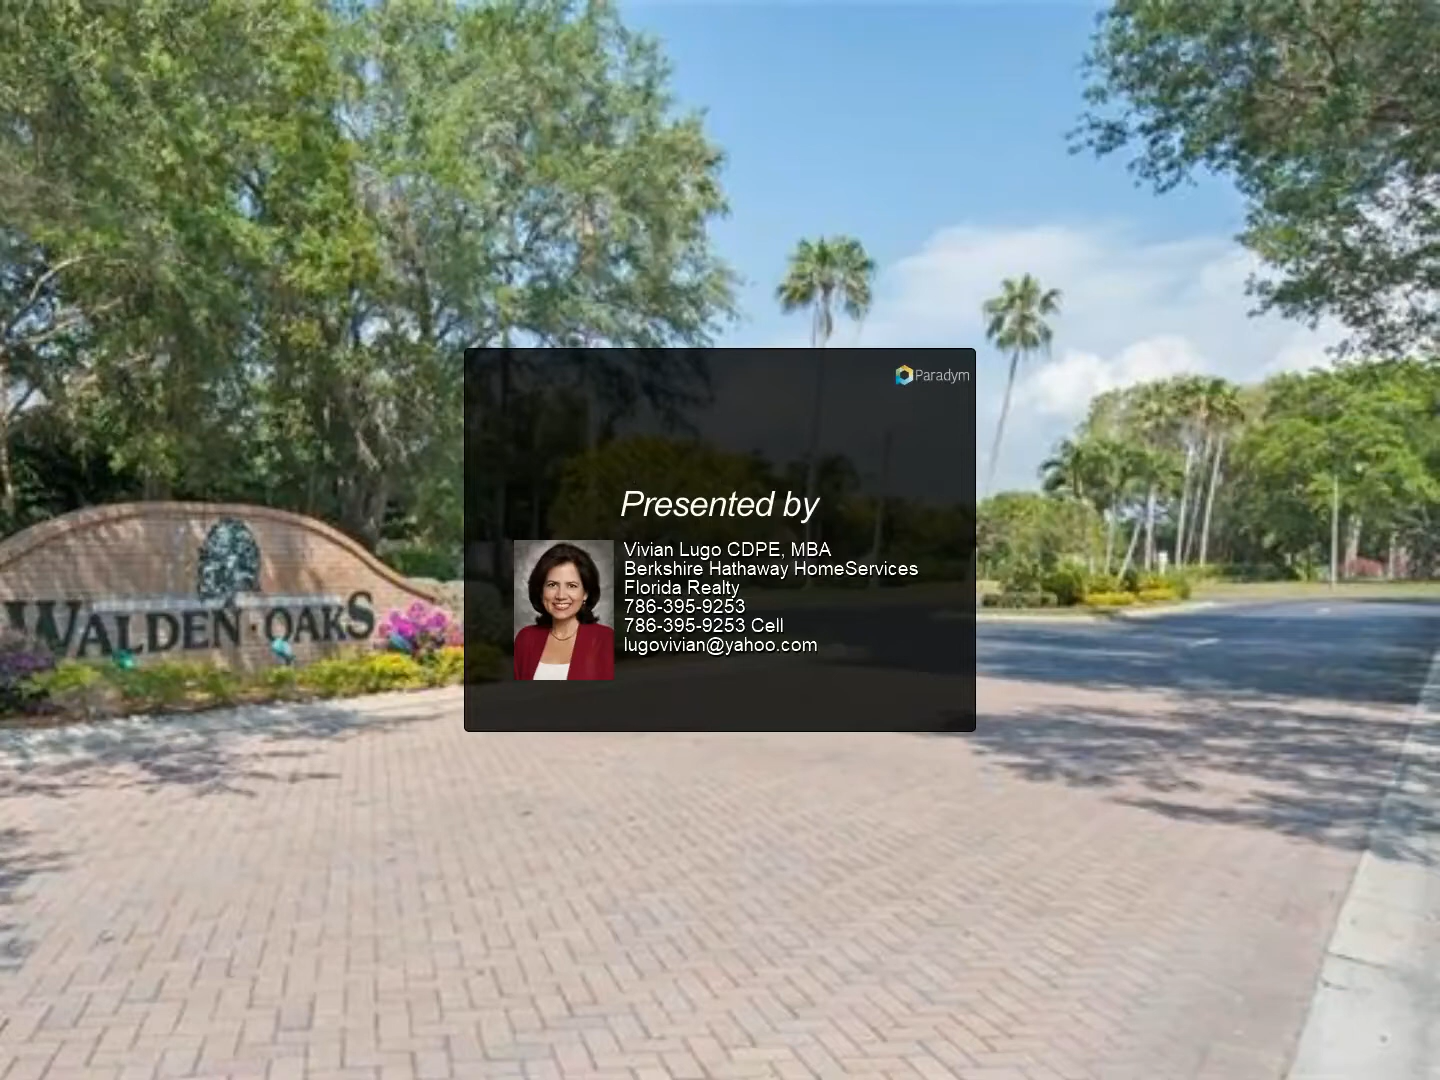 Paradym
Presented by
Vivian Lugo CDPE, MBA
Berkshire Hathaway HomeServices
Florida Realty
786-395-9253
786-395-9253 Cell
lugovivian@yahoo.com
WALDEN·OAKS